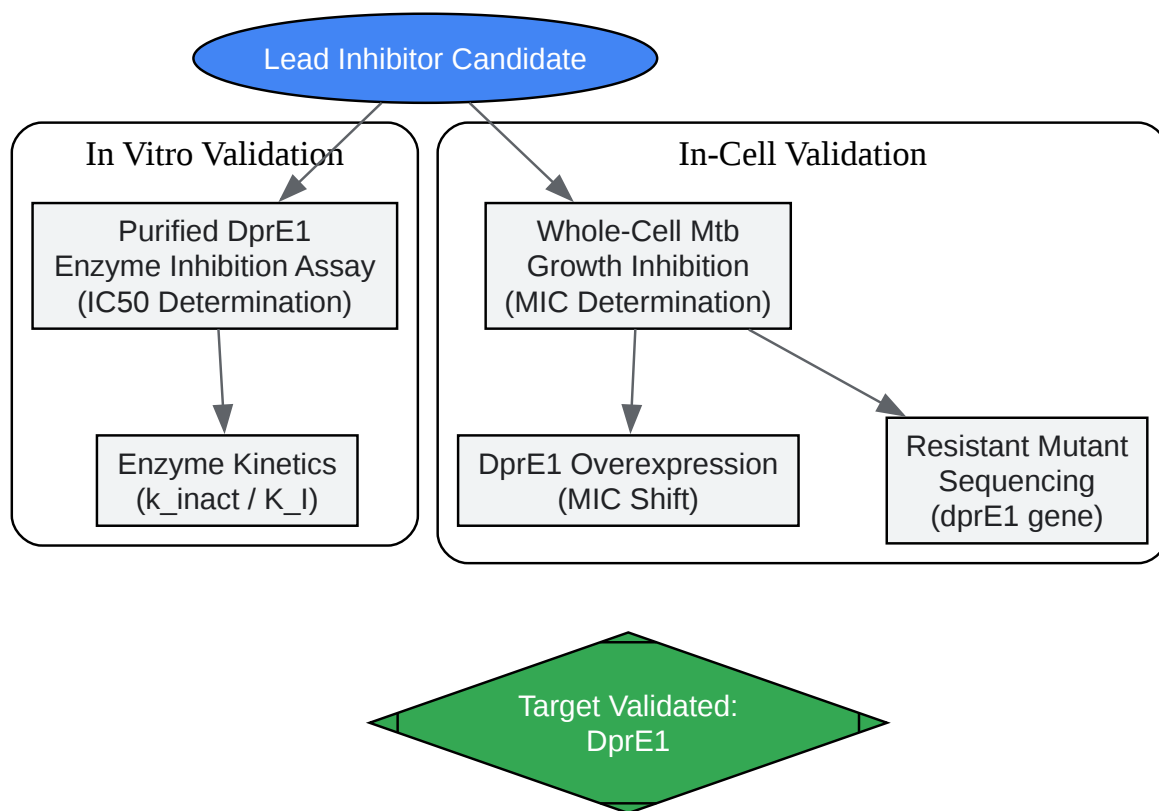 Lead Inhibitor Candidate
In Vitro Validation
Purified DprE1
Enzyme Inhibition Assay
(IC50 Determination)
Enzyme Kinetics
(k_inact / K_I)
In-Cell Validation
Whole-Cell Mtb
Growth Inhibition
(MIC Determination)
DprE1 Overexpression
(MIC Shift)
Resistant Mutant
Sequencing
(dprE1 gene)
Target Validated:
DprE1